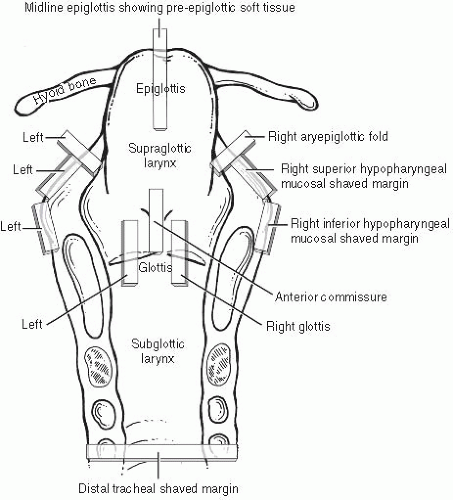 Midline epiglottis showing pre-epiglottic soft tissue
Hyoid bone
Epiglottis
Left
Supraglottic
larynx
Right aryepiglottic fold
Left
Right superior hypopharyngeal
mucosal shaved margin
Left
Right inferior hypopharyngeal
mucosal shaved margin
Glottis
Anterior commissure
Left
Right glottis
Subglottic
larynx
Distal tracheal shaved margin